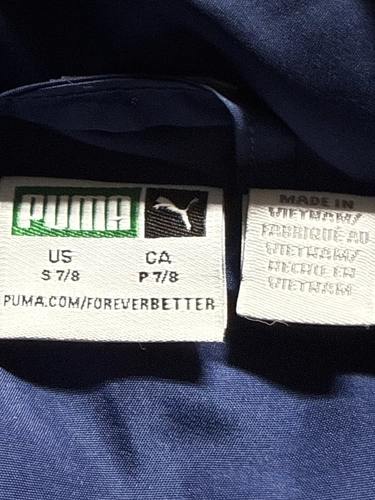 PUMA
US CA
S 7/8 P 7/8
PUMA.COM/FOREVERBETTER
MADE IN
VIETNAM/
FABRIQUÉ AU
VIETNAM/
HECHO EN
VIETNAM